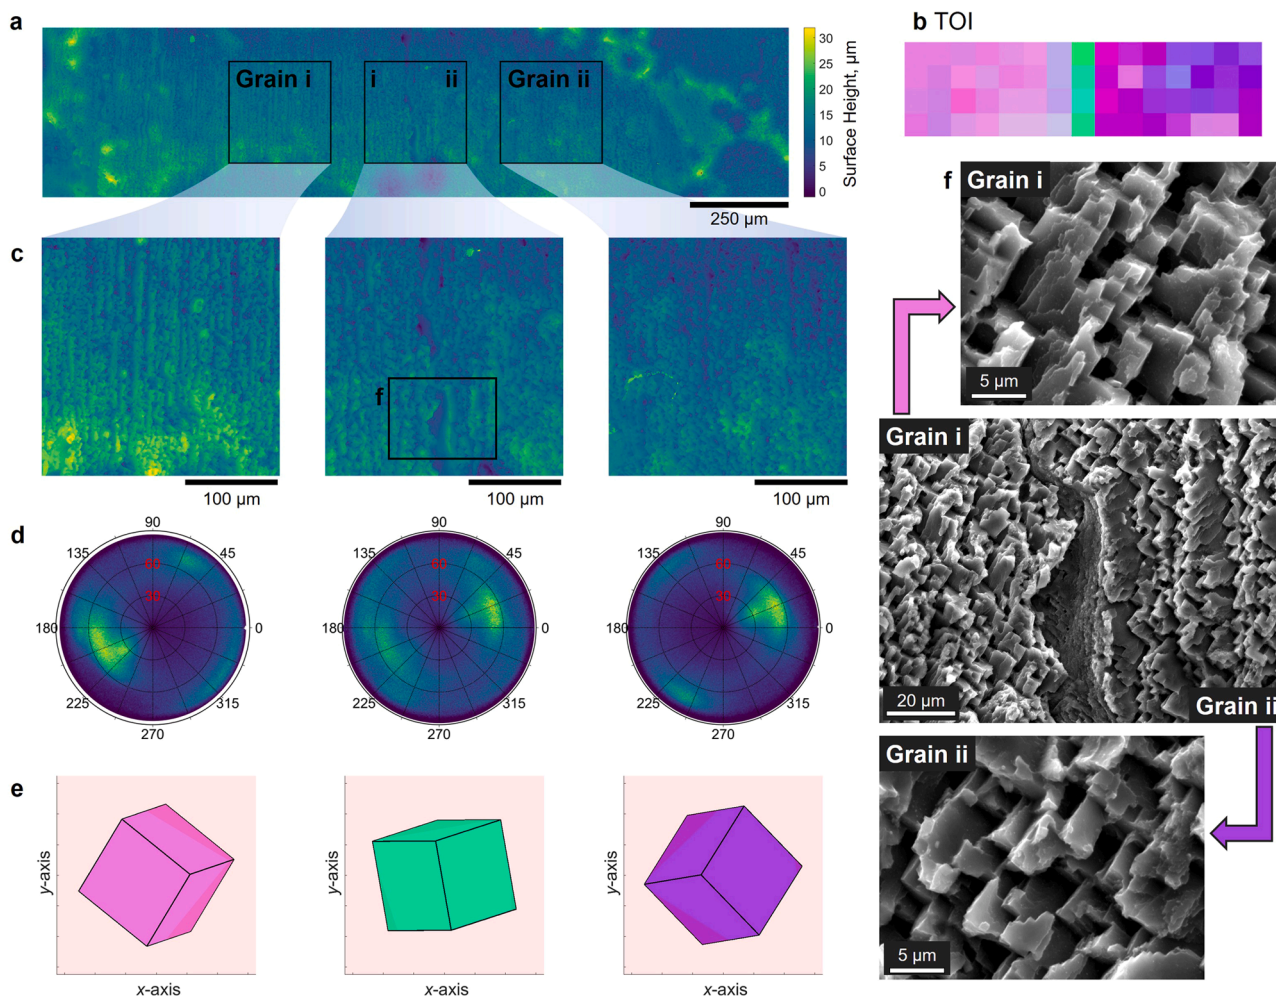 a
Grain i
i
ii
Grain ii
30
25
20
15
10
5
0
Surface Height, µm
250 µm
b TOI
c
f
100 µm
100 µm
100 µm
f Grain i
5 µm
Grain i
20 µm
Grain ii
Grain ii
5 µm
d
90
135
45
60
30
180
0
225
315
270
90
135
45
60
30
180
0
225
315
270
90
135
45
60
30
180
0
225
315
270
e
y-axis
x-axis
y-axis
x-axis
y-axis
x-axis